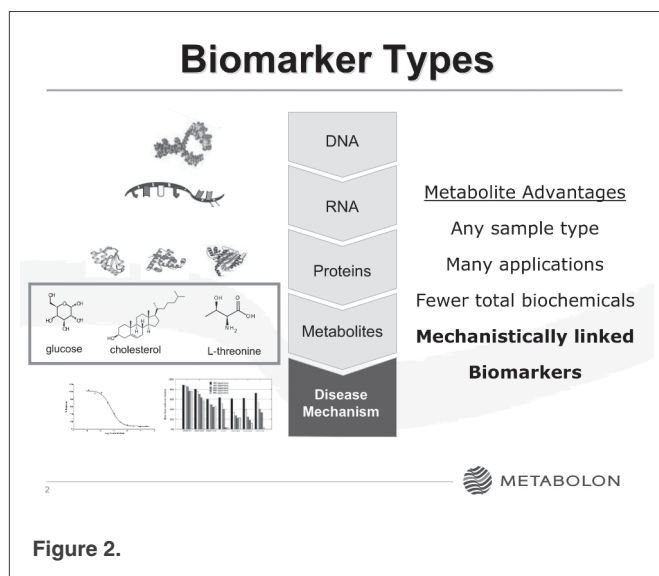 Biomarker Types
DNA
RNA
Proteins
Metabolites
Disease
Mechanism
glucose
cholesterol
L-threonine
Metabolite Advantages
Any sample type
Many applications
Fewer total biochemicals
Mechanistically linked
Biomarkers
2
METABOLON
Figure 2.